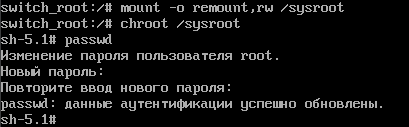 switch_root:/# mount -o remount,rw /sysroot
switch_root:/# chroot /sysroot
sh-5.1# passwd
Изменение пароля пользователя root.
Новый пароль:
Повторите ввод нового пароля:
passwd: данные аутентификации успешно обновлены.
sh-5.1#